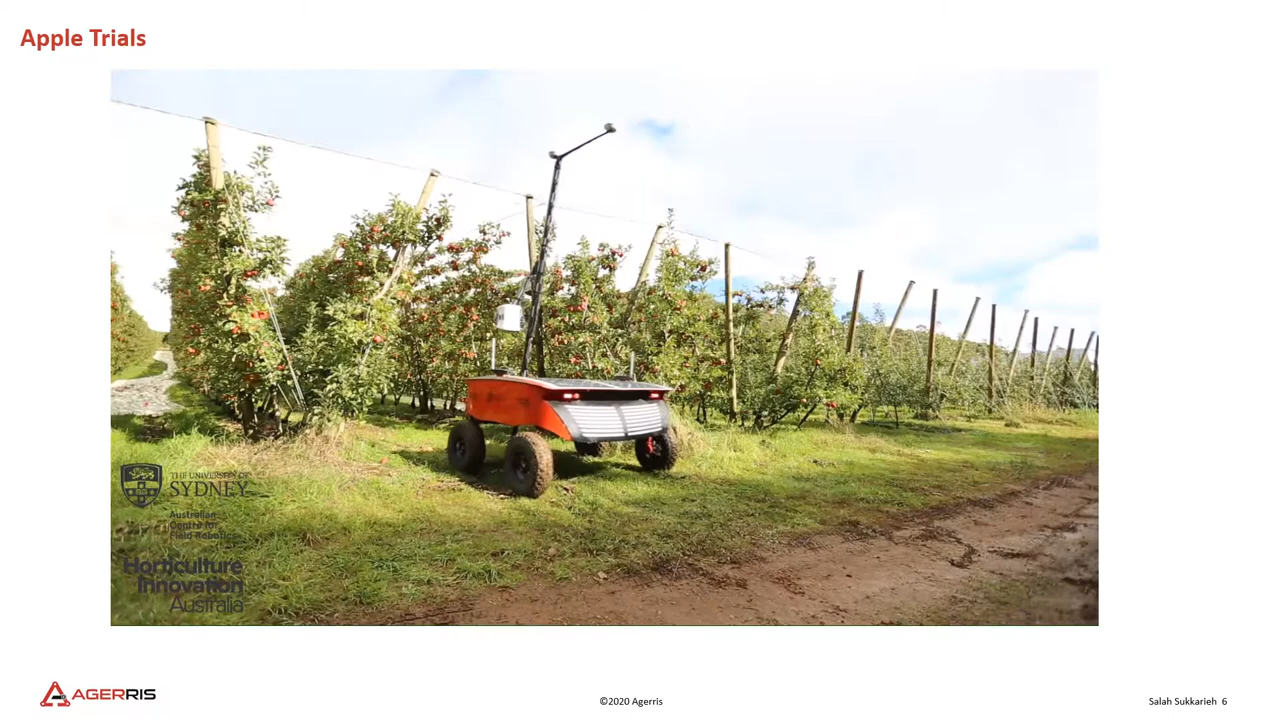 Apple Trials
THE UNIVERSITY OF
SYDNEY
Australian
Centre for
Field Robotics
Horticulture
Innovation
Australia
AGERRIS
©2020 Agerris
Salah Sukkarieh 6